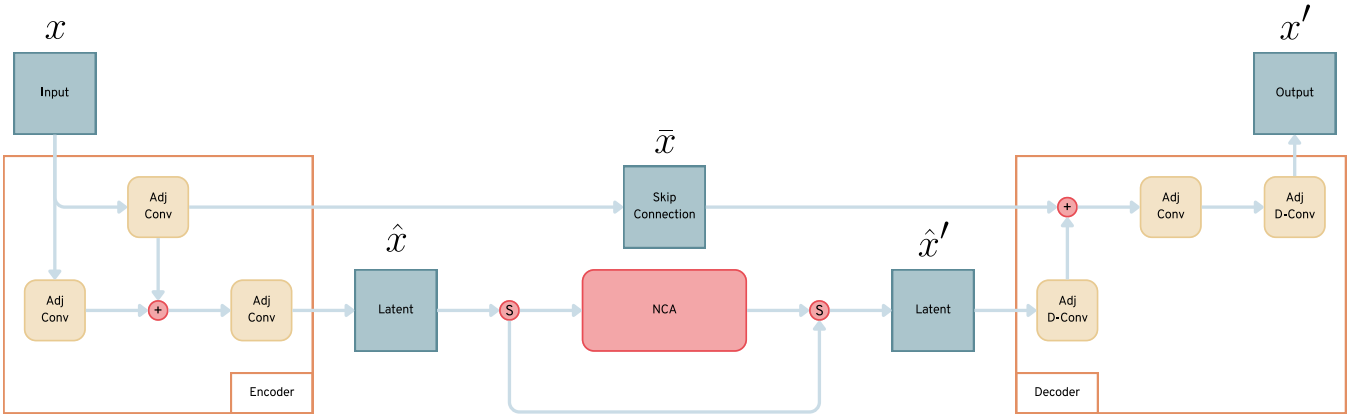 x
x′
Input
Output
x̄
Adj
Conv
Skip
Connection
Adj
Conv
Adj
D-Conv
+
x̂
x̂′
Adj
Conv
+
Adj
Conv
Latent
S
NCA
S
Latent
Adj
D-Conv
Encoder
Decoder